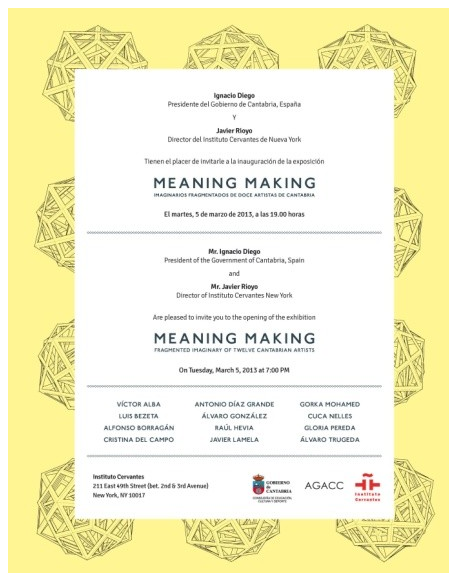 Ignacio Diego
Presidente del Gobierno de Cantabria, España
y
Javier Rioyo
Director del Instituto Cervantes de Nueva York
Tienen el placer de invitarle a la inauguración de la exposición
MEANING MAKING
IMAGINARIOS FRAGMENTADOS DE DOCE ARTISTAS DE CANTABRIA
El martes, 5 de marzo de 2013, a las 19.00 horas
Mr. Ignacio Diego
President of the Government of Cantabria, Spain
and
Mr. Javier Rioyo
Director of Instituto Cervantes New York
Are pleased to invite you to the opening of the exhibition
MEANING MAKING
FRAGMENTED IMAGINARY OF TWELVE CANTABRIAN ARTISTS
On Tuesday, March 5, 2013 at 7:00 PM
VÍCTOR ALBA
LUIS BEZETA
ALFONSO BORRAGÁN
CRISTINA DEL CAMPO
ANTONIO DÍAZ GRANDE
ÁLVARO GONZÁLEZ
RAÚL HEVIA
JAVIER LAMELA
GORKA MOHAMED
CUCA NELLES
GLORIA PEREDA
ÁLVARO TRUGEDA
Instituto Cervantes
211 East 49th Street (bet. 2nd & 3rd Avenue)
New York, NY 10017
GOBIERNO
de
CANTABRIA
CONSEJERÍA DE EDUCACIÓN,
CULTURA Y DEPORTE
AGACC
Instituto
Cervantes